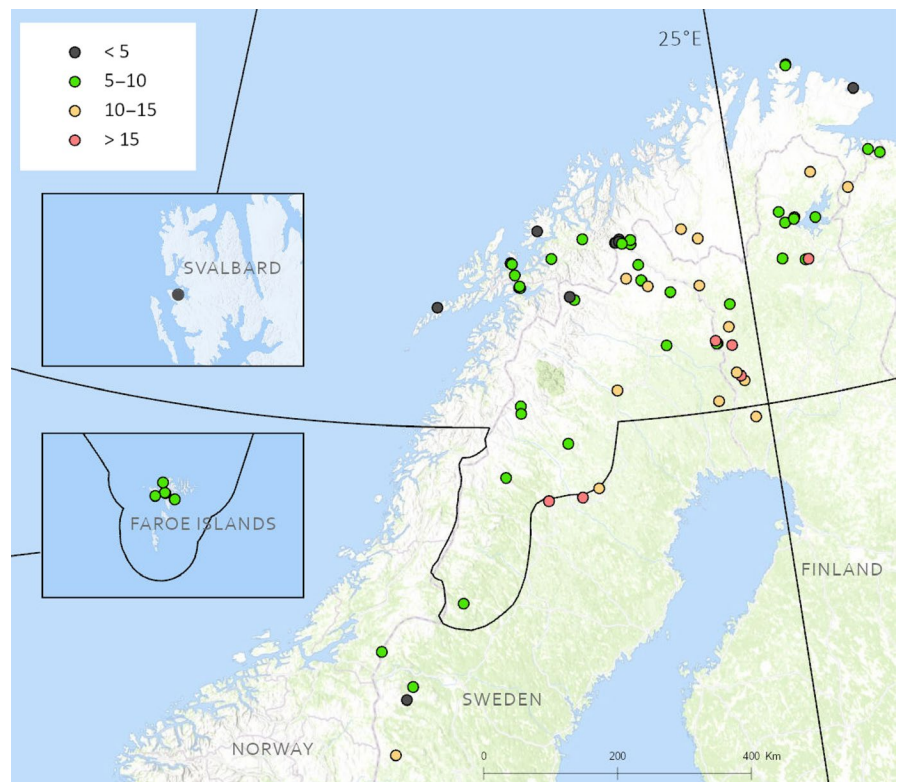 < 5
5–10
10–15
> 15
25°E
SVALBARD
FAROE ISLANDS
FINLAND
SWEDEN
NORWAY
0 200 400 Km